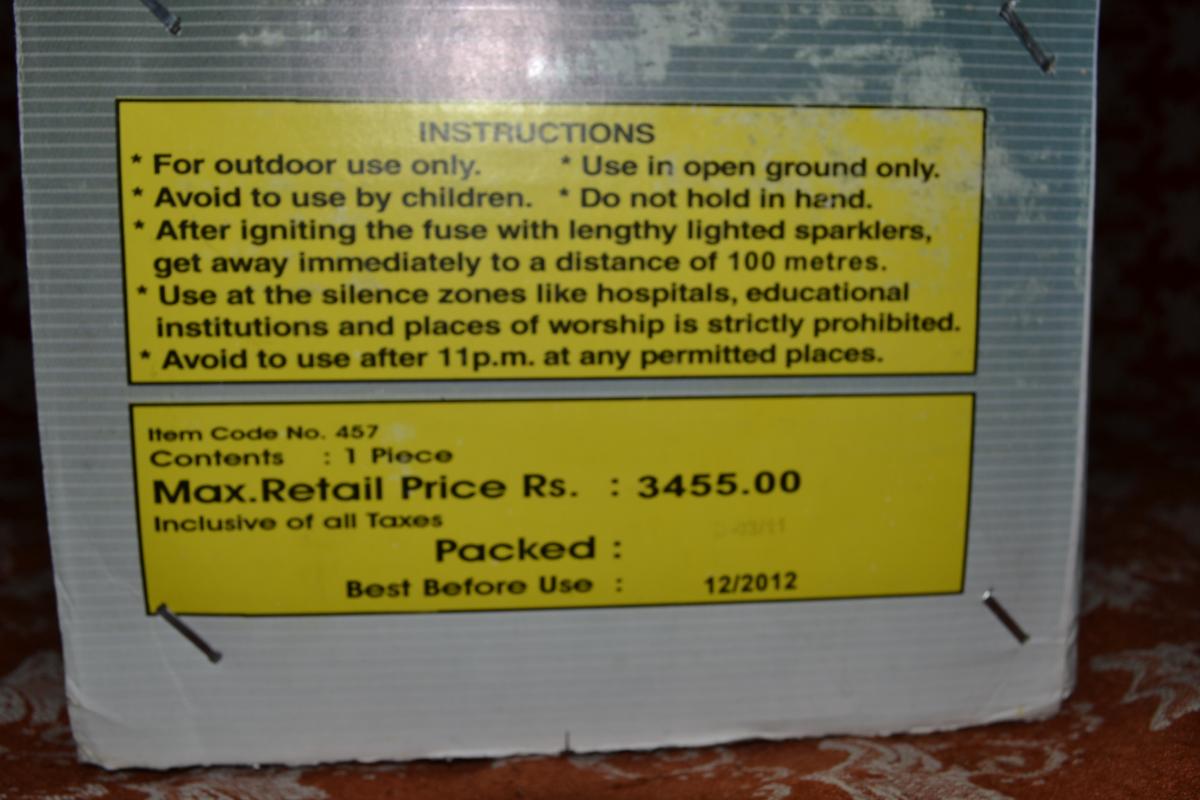 INSTRUCTIONS
* For outdoor use only. * Use in open ground only.
* Avoid to use by children. * Do not hold in hand.
* After igniting the fuse with lengthy lighted sparklers,
get away immediately to a distance of 100 metres.
* Use at the silence zones like hospitals, educational
institutions and places of worship is strictly prohibited.
* Avoid to use after 11p.m. at any permitted places.
Item Code No. 457
Contents : 1 Piece
Max.Retail Price Rs. : 3455.00
Inclusive of all Taxes
Packed :
Best Before Use : 12/2012